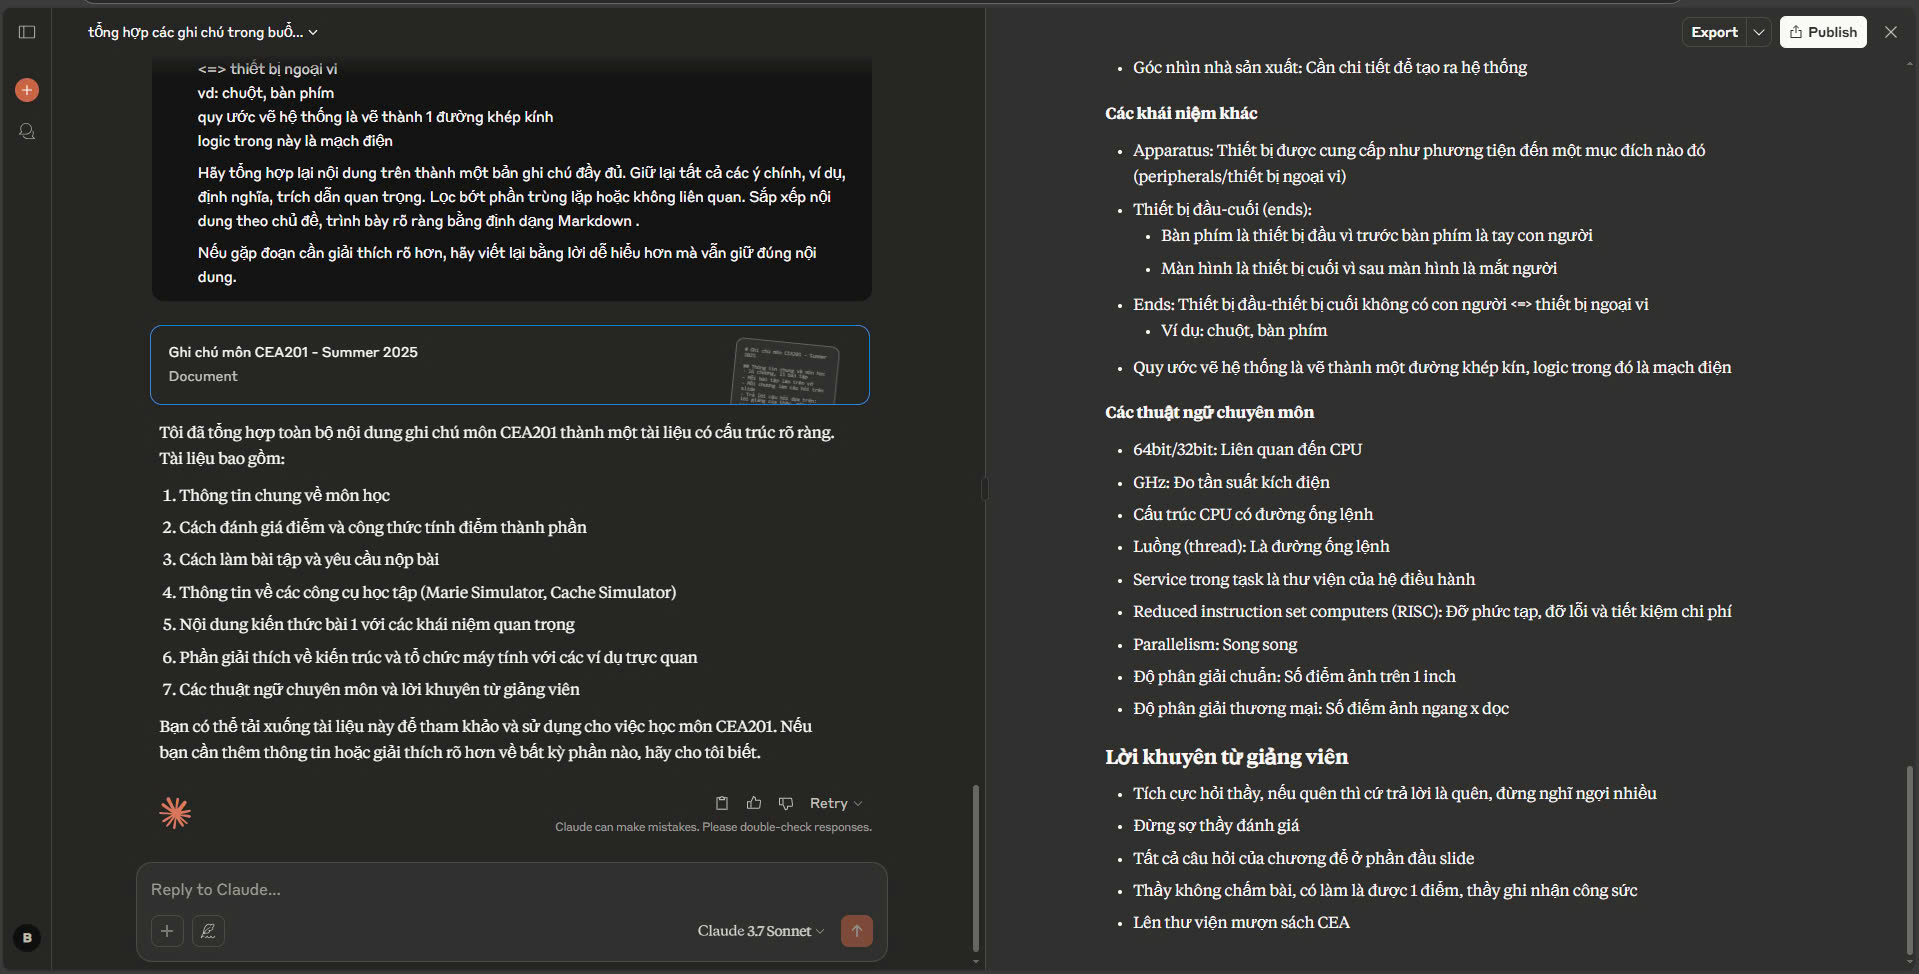 tổng hợp các ghi chú trong buổ...
<=> thiết bị ngoại vi
vd: chuột, bàn phím
quy ước vẽ hệ thống là vẽ thành 1 đường khép kính
logic trong này là mạch điện
Hãy tổng hợp lại nội dung trên thành một bản ghi chú đầy đủ. Giữ lại tất cả các ý chính, ví dụ,
định nghĩa, trích dẫn quan trọng. Lọc bớt phần trùng lặp hoặc không liên quan. Sắp xếp nội
dung theo chủ đề, trình bày rõ ràng bằng định dạng Markdown .
Nếu gặp đoạn cần giải thích rõ hơn, hãy viết lại bằng lời dễ hiểu hơn mà vẫn giữ đúng nội
dung.
Ghi chú môn CEA201 - Summer 2025
Document
Tôi đã tổng hợp toàn bộ nội dung ghi chú môn CEA201 thành một tài liệu có cấu trúc rõ ràng.
Tài liệu bao gồm:
1. Thông tin chung về môn học
2. Cách đánh giá điểm và công thức tính điểm thành phần
3. Cách làm bài tập và yêu cầu nộp bài
4. Thông tin về các công cụ học tập (Marie Simulator, Cache Simulator)
5. Nội dung kiến thức bài 1 với các khái niệm quan trọng
6. Phần giải thích về kiến trúc và tổ chức máy tính với các ví dụ trực quan
7. Các thuật ngữ chuyên môn và lời khuyên từ giảng viên
Bạn có thể tải xuống tài liệu này để tham khảo và sử dụng cho việc học môn CEA201. Nếu
bạn cần thêm thông tin hoặc giải thích rõ hơn về bất kỳ phần nào, hãy cho tôi biết.
Retry
Claude can make mistakes. Please double-check responses.
Reply to Claude...
Claude 3.7 Sonnet
B
Export
Publish
• Góc nhìn nhà sản xuất: Cần chi tiết để tạo ra hệ thống
Các khái niệm khác
• Apparatus: Thiết bị được cung cấp như phương tiện đến một mục đích nào đó
(peripherals/thiết bị ngoại vi)
• Thiết bị đầu-cuối (ends):
• Bàn phím là thiết bị đầu vì trước bàn phím là tay con người
• Màn hình là thiết bị cuối vì sau màn hình là mắt người
• Ends: Thiết bị đầu-thiết bị cuối không có con người <=> thiết bị ngoại vi
• Ví dụ: chuột, bàn phím
• Quy ước vẽ hệ thống là vẽ thành một đường khép kín, logic trong đó là mạch điện
Các thuật ngữ chuyên môn
• 64bit/32bit: Liên quan đến CPU
• GHz: Đo tần suất kích điện
• Cấu trúc CPU có đường ống lệnh
• Luồng (thread): Là đường ống lệnh
• Service trong task là thư viện của hệ điều hành
• Reduced instruction set computers (RISC): Đỡ phức tạp, đỡ lỗi và tiết kiệm chi phí
• Parallelism: Song song
• Độ phân giải chuẩn: Số điểm ảnh trên 1 inch
• Độ phân giải thương mại: Số điểm ảnh ngang x dọc
Lời khuyên từ giảng viên
• Tích cực hỏi thầy, nếu quên thì cứ trả lời là quên, đừng nghĩ ngợi nhiều
• Đừng sợ thầy đánh giá
• Tất cả câu hỏi của chương để ở phần đầu slide
• Thầy không chấm bài, có làm là được 1 điểm, thầy ghi nhận công sức
• Lên thư viện mượn sách CEA